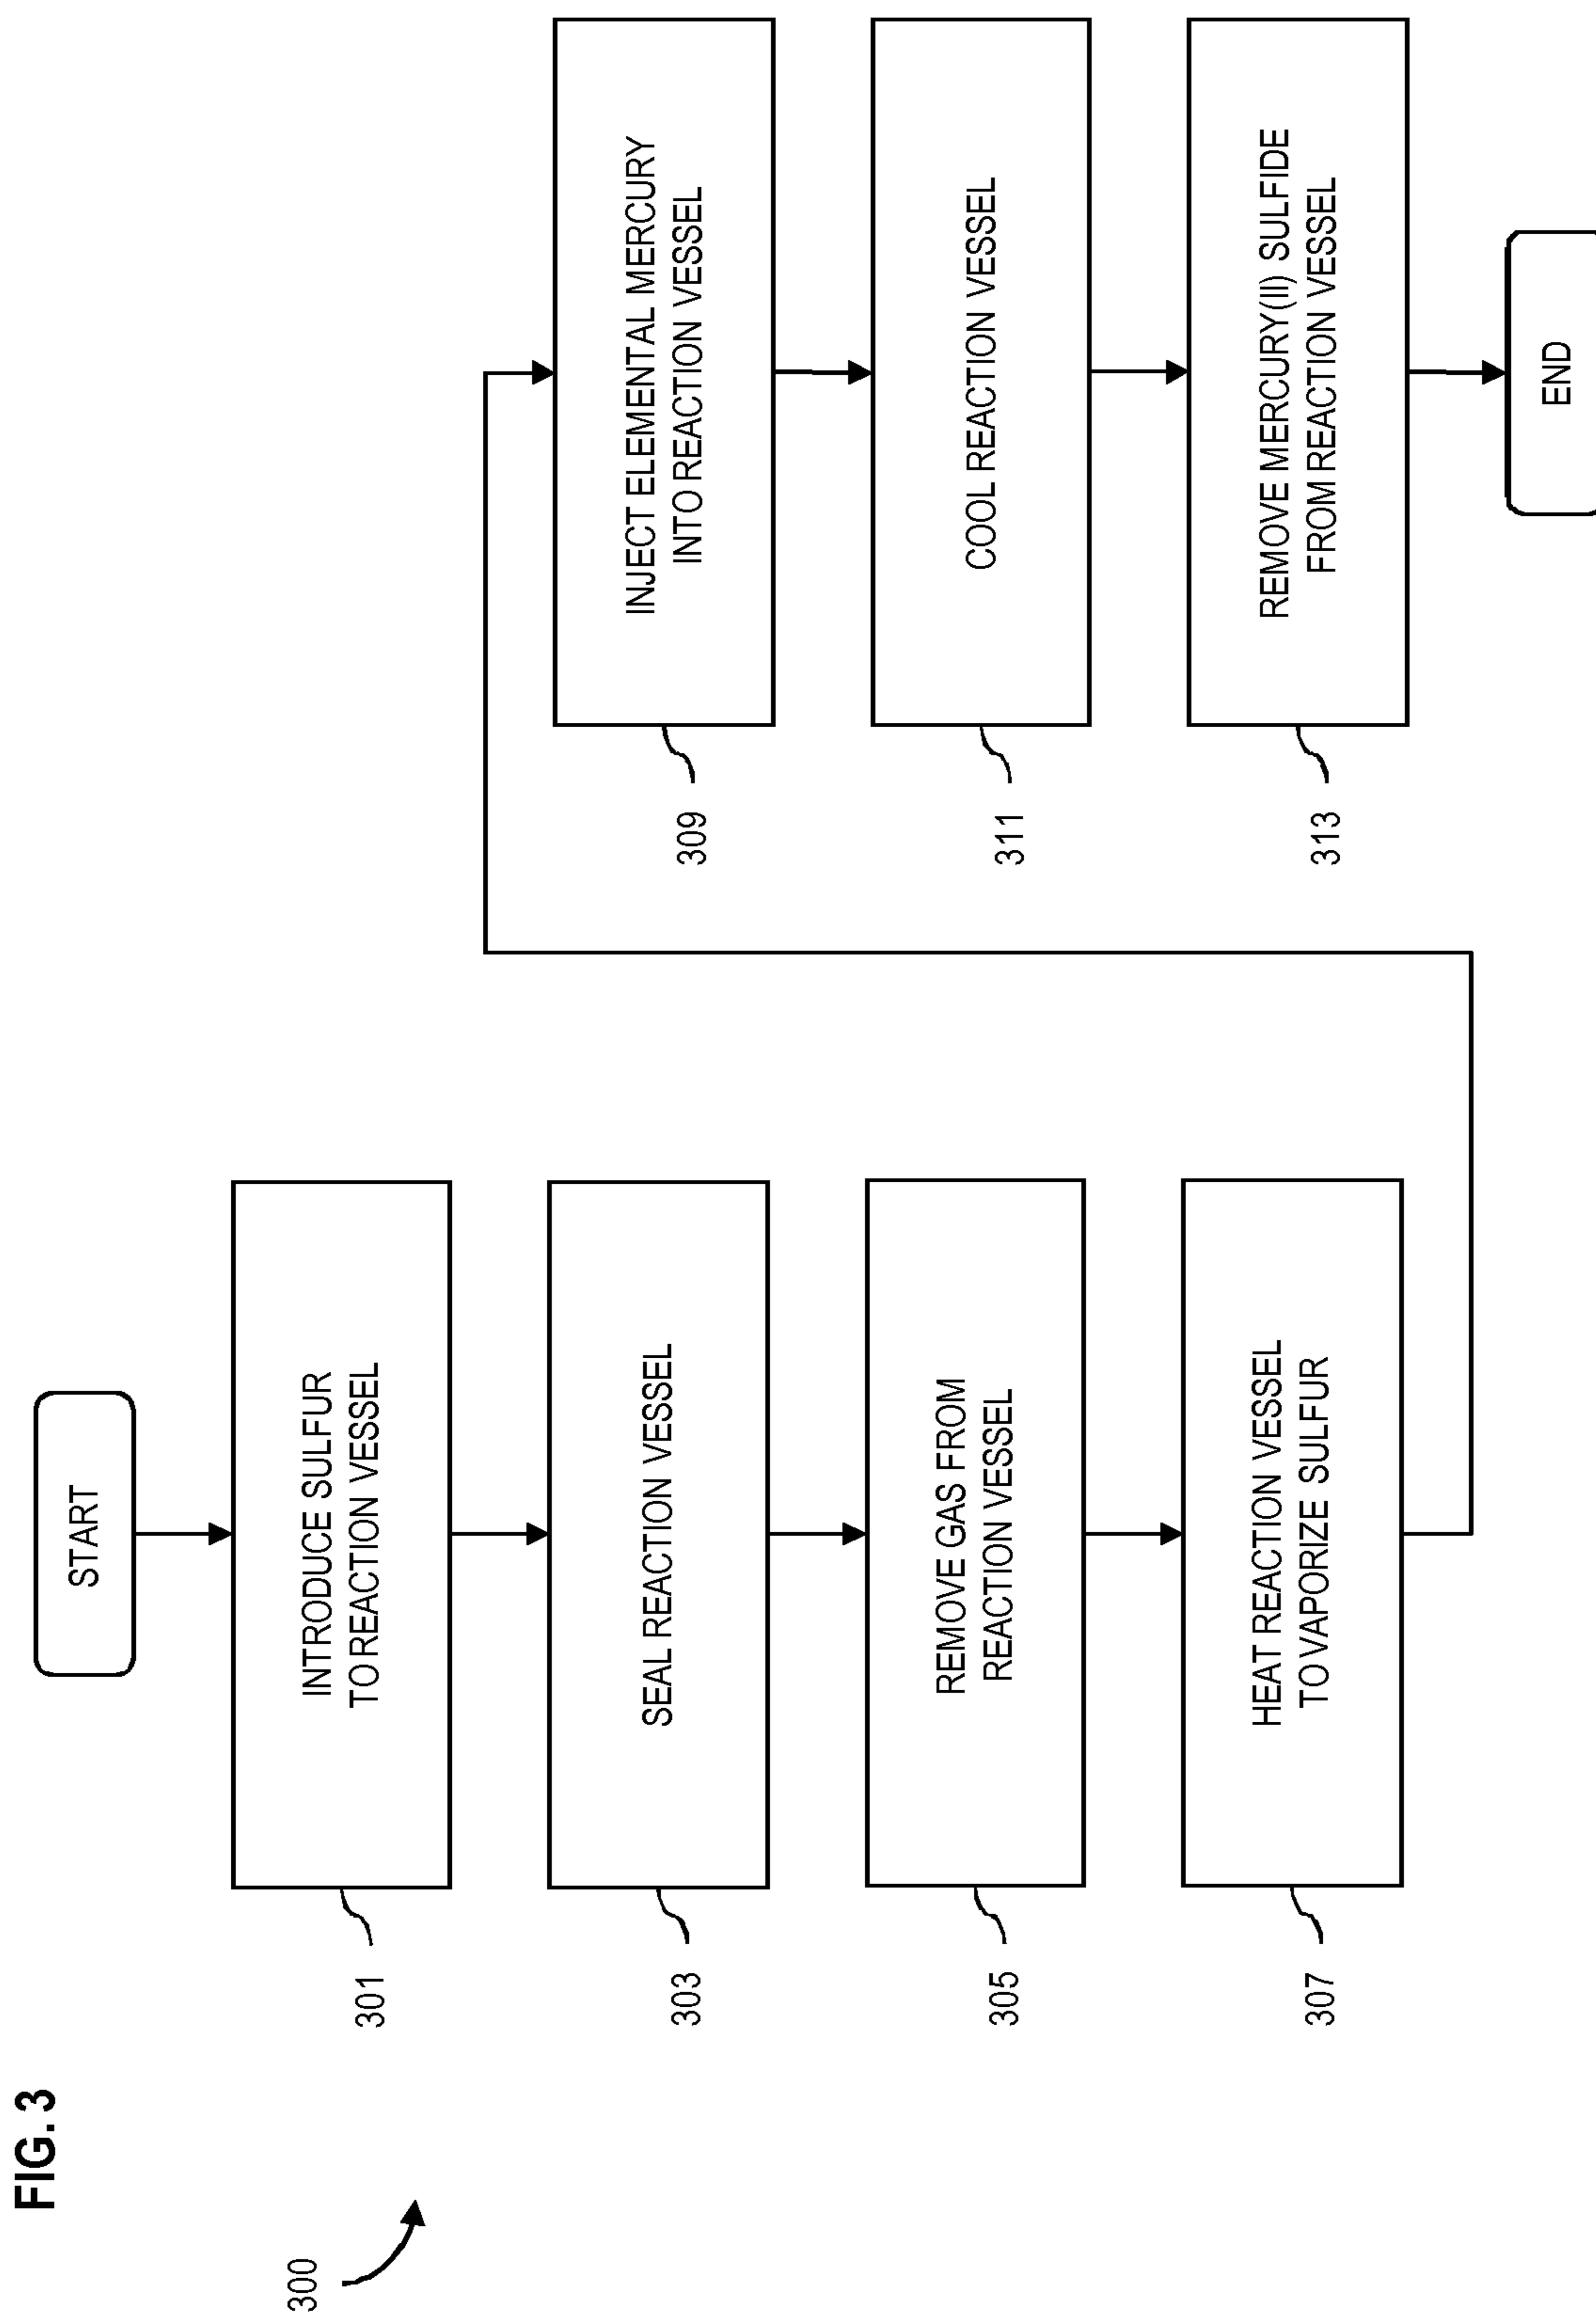 FIG. 3
300
START
301
INTRODUCE SULFUR
TO REACTION VESSEL
303
SEAL REACTION VESSEL
305
REMOVE GAS FROM
REACTION VESSEL
307
HEAT REACTION VESSEL
TO VAPORIZE SULFUR
309
INJECT ELEMENTAL MERCURY
INTO REACTION VESSEL
311
COOL REACTION VESSEL
313
REMOVE MERCURY(II) SULFIDE
FROM REACTION VESSEL
END